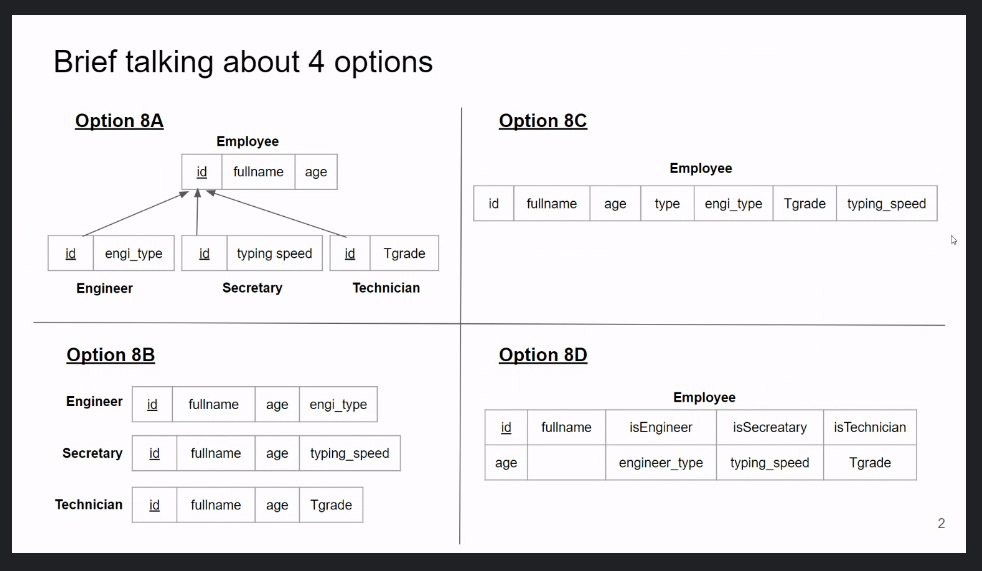 Brief talking about 4 options
Option 8A
Employee
id fullname age
id engi_type id typing speed id Tgrade
Engineer Secretary Technician
Option 8C
Employee
id fullname age type engi_type Tgrade typing_speed
Option 8B
Engineer id fullname age engi_type
Secretary id fullname age typing_speed
Technician id fullname age Tgrade
Option 8D
Employee
id fullname isEngineer isSecreatary isTechnician
age engineer_type typing_speed Tgrade
2